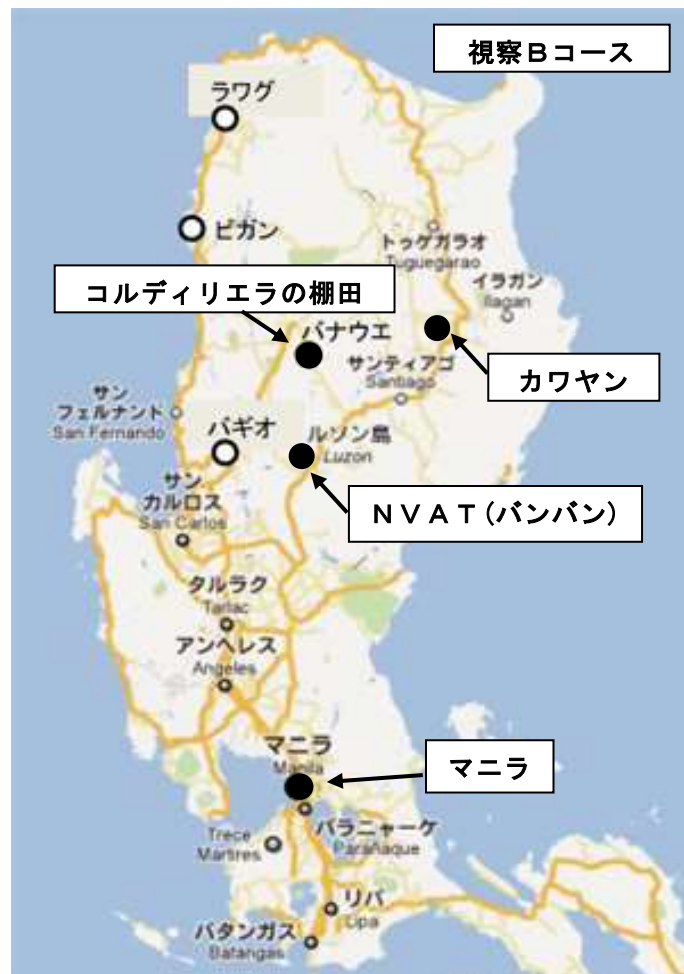 視察Bコース
ラワグ
ビガン
トゥゲガラオ
Tuguegarao
イラガン
Ilagan
コルディリエラの棚田
バナウエ
サンティアゴ
Santiago
カワヤン
サン
フェルナンド
San Fernando
バギオ
ルソン島
Luzon
サン
カルロス
San Carlos
NVAT(バンバン)
タルラク
Tarlac
アンヘレス
Angeles
マニラ
Manila
マニラ
パラニャーケ
Parañaque
Trece
Martires
リパ
Lipa
バタンガス
Batangas